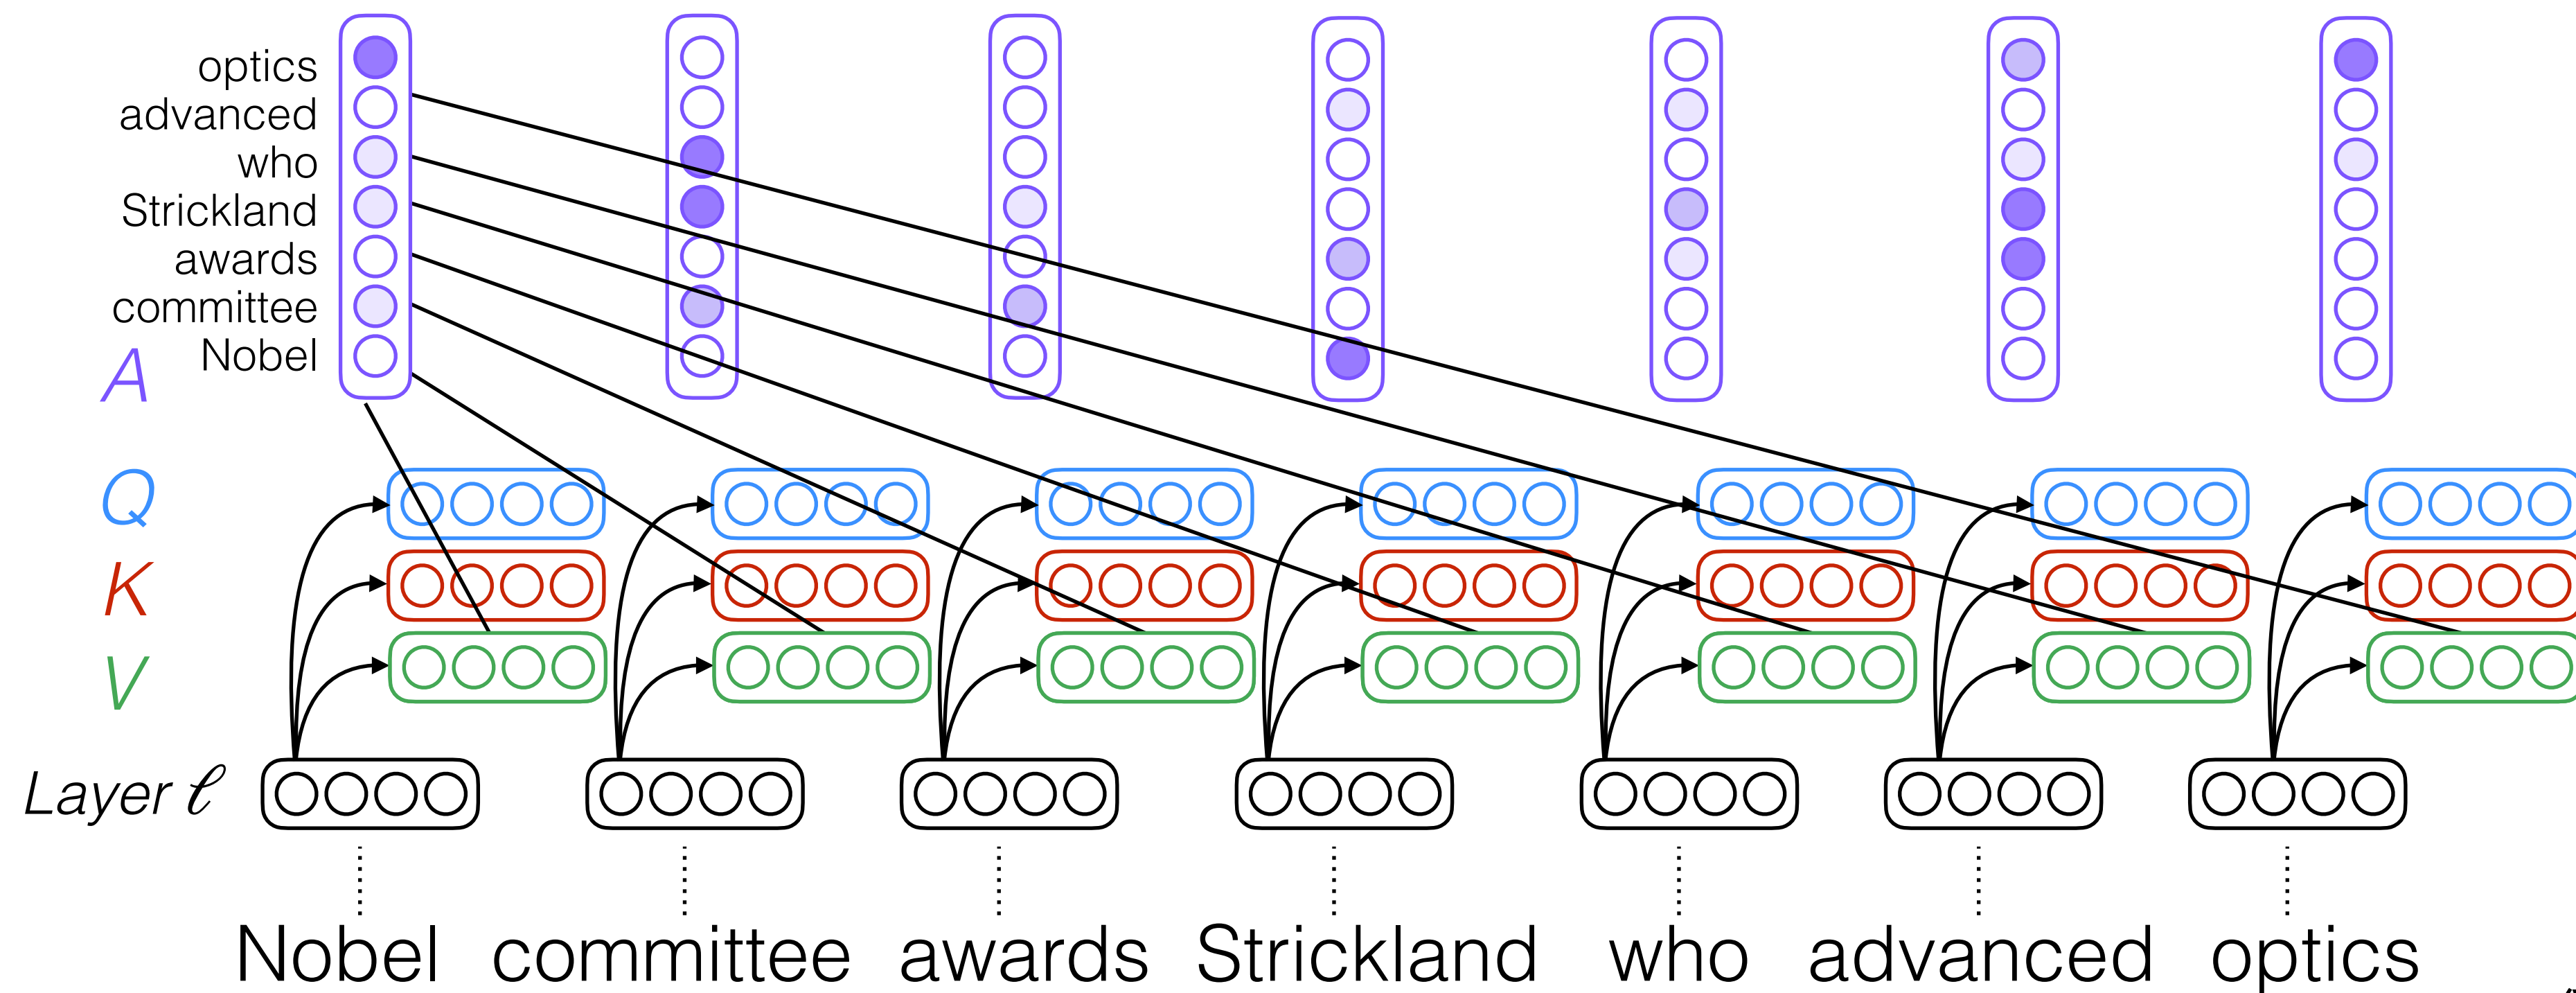 optics
advanced
who
Strickland
awards
committee
Nobel
A
Q
K
V
Layer ℓ
Nobel committee awards Strickland who advanced optics